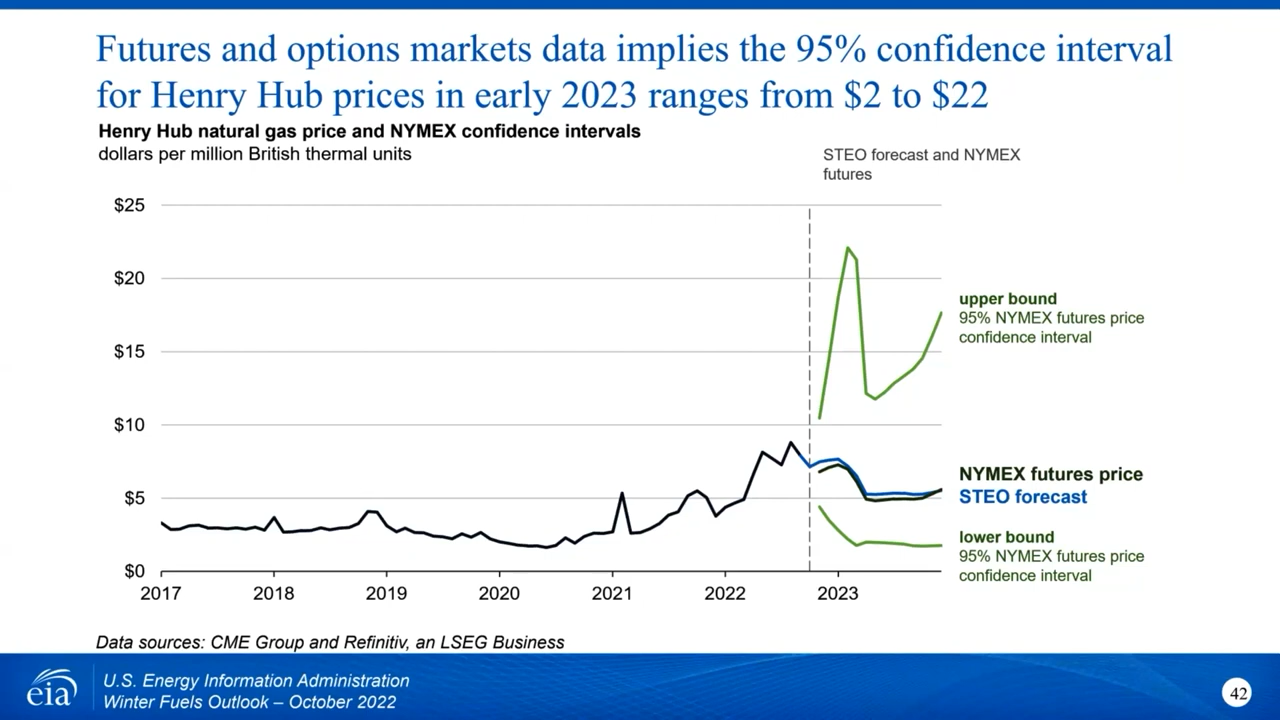 Futures and options markets data implies the 95% confidence interval
for Henry Hub prices in early 2023 ranges from $2 to $22
Henry Hub natural gas price and NYMEX confidence intervals
dollars per million British thermal units
STEO forecast and NYMEX
futures
$25
$20
$15
$10
$5
$0
upper bound
95% NYMEX futures price
confidence interval
NYMEX futures price
STEO forecast
lower bound
95% NYMEX futures price
confidence interval
2017 2018 2019 2020 2021 2022 2023
Data sources: CME Group and Refinitiv, an LSEG Business
eia
U.S. Energy Information Administration
Winter Fuels Outlook – October 2022
42